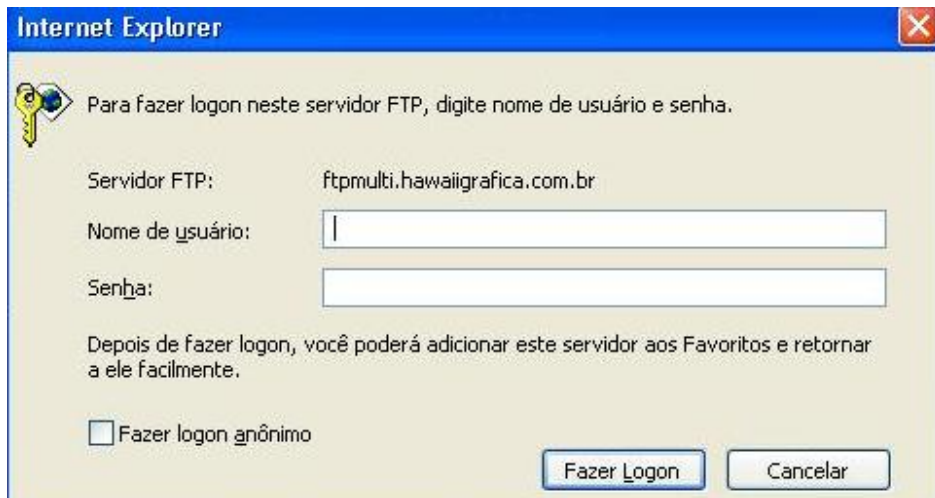 Internet Explorer
Para fazer logon neste servidor FTP, digite nome de usuário e senha.
Servidor FTP: ftpmulti.hawaiigrafica.com.br
Nome de usuário:
Senha:
Depois de fazer logon, você poderá adicionar este servidor aos Favoritos e retornar
a ele facilmente.
Fazer logon anônimo
Fazer Logon Cancelar